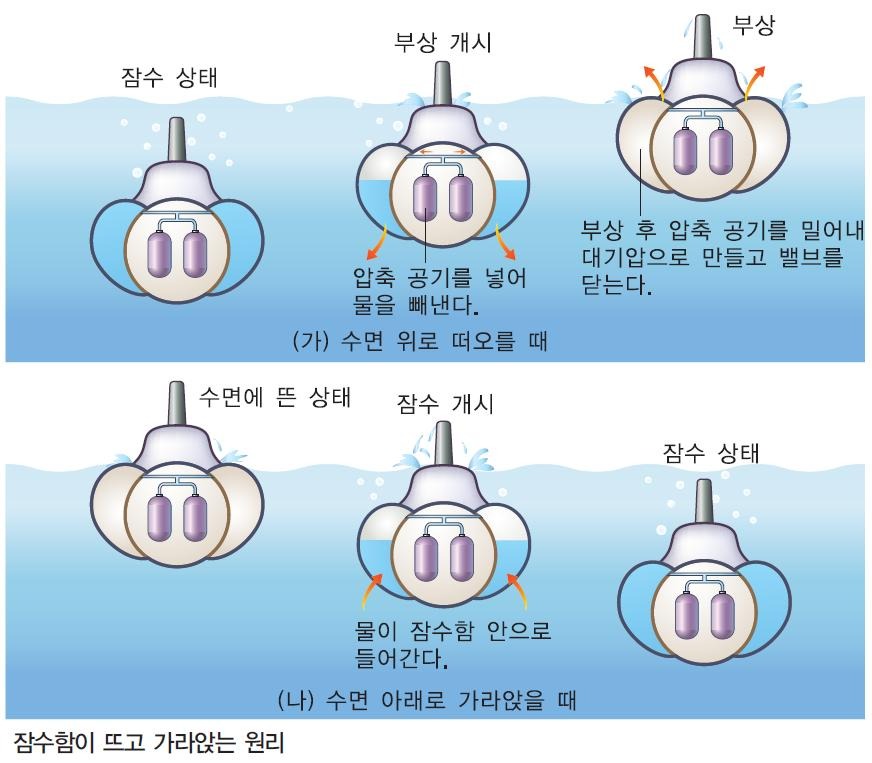 부상
부상 개시
잠수 상태
부상 후 압축 공기를 밀어내
대기압으로 만들고 밸브를
닫는다.
압축 공기를 넣어
물을 빼낸다.
(가) 수면 위로 떠오를 때
수면에 뜬 상태
잠수 개시
잠수 상태
물이 잠수함 안으로
들어간다.
(나) 수면 아래로 가라앉을 때
잠수함이 뜨고 가라앉는 원리